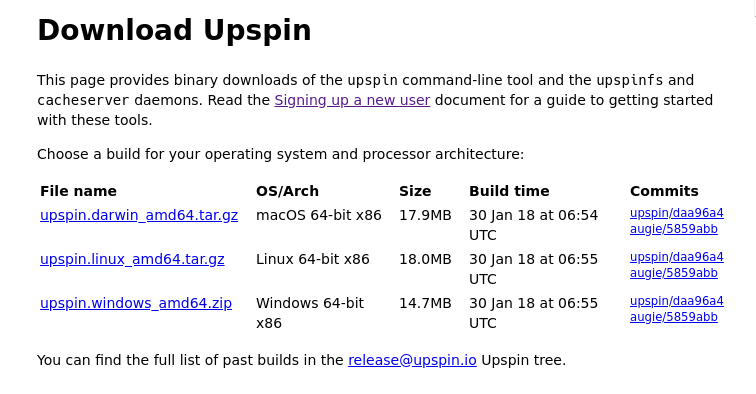 Download Upspin
This page provides binary downloads of the upspin command-line tool and the upspinfs and
cacheserver daemons. Read the Signing up a new user document for a guide to getting started
with these tools.
Choose a build for your operating system and processor architecture:
File name OS/Arch Size Build time Commits
upspin.darwin_amd64.tar.gz macOS 64-bit x86 17.9MB 30 Jan 18 at 06:54 upspin/daa96a4
UTC augie/5859abb
upspin.linux_amd64.tar.gz Linux 64-bit x86 18.0MB 30 Jan 18 at 06:55 upspin/daa96a4
UTC augie/5859abb
upspin.windows_amd64.zip Windows 64-bit 14.7MB 30 Jan 18 at 06:55 upspin/daa96a4
x86 UTC augie/5859abb
You can find the full list of past builds in the release@upspin.io Upspin tree.